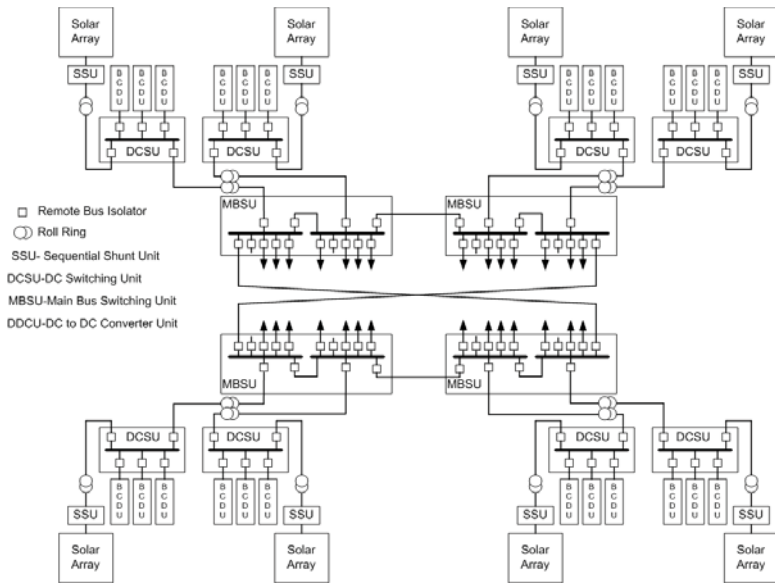 Solar
Array
Solar
Array
Solar
Array
Solar
Array
SSU
BCDU
BCDU
BCDU
BCDU
BCDU
BCDU
SSU
SSU
BCDU
BCDU
BCDU
BCDU
BCDU
BCDU
SSU
DCSU
DCSU
DCSU
DCSU
MBSU
MBSU
Remote Bus Isolator
Roll Ring
SSU- Sequential Shunt Unit
DCSU-DC Switching Unit
MBSU-Main Bus Switching Unit
DDCU-DC to DC Converter Unit
MBSU
MBSU
DCSU
DCSU
DCSU
DCSU
SSU
BCDU
BCDU
BCDU
BCDU
BCDU
BCDU
SSU
SSU
BCDU
BCDU
BCDU
BCDU
BCDU
BCDU
SSU
Solar
Array
Solar
Array
Solar
Array
Solar
Array